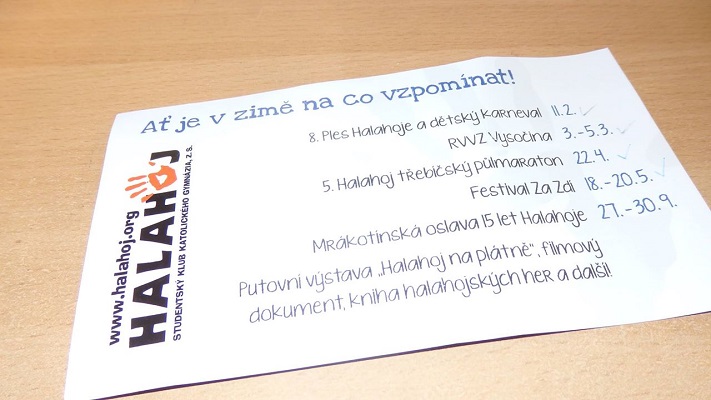 Ať je v zimě na co vzpomínat!
8. Ples Halahoje a dětský karneval 11.2.
RVVZ Vysočina 3.-5.3.
5. Halahoj třebíčský půlmaraton 22.4.
Festival Za Zdí 18.-20.5.
Mrákotínská oslava 15 let Halahoje 27.-30.9.
Putovní výstava „Halahoj na plátně“, filmový
dokument, kniha halahojských her a další!
www.halahoj.org
HALAHOJ
STUDENTSKÝ KLUB KATOLICKÉHO GYMNÁZIA, Z. S.